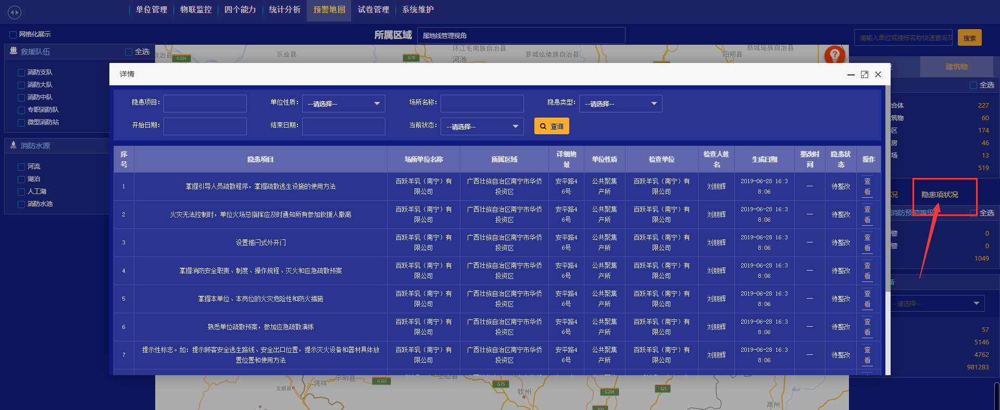 单位管理 物联监控 四个能力 统计分析 预警地图 试卷管理 系统维护
网格化展示
所属区域 属地线管理视角
请输入单位或楼栋名称快速查询及
搜索
救援队伍 全选
消防支队
消防大队
消防中队
专职消防队
微型消防站
消防水源
河流
湖泊
人工湖
消防水池
自治县 G324 乐业县 G78 环江毛南族自治县 河池 罗城仫佬族自治县 阳朔县 恭城瑶族自治县
建筑物
全选
合体 227
筑物 60
区 174
房 46
场 13
519
况 隐患项状况
消防预警等级 全选
警 0
警 0
1049
备
--请选择--
57
5146
4762
981283
详情
隐患项目: 单位性质: --请选择-- 场所名称: 隐患类型: --请选择--
开始日期: 结束日期: 当前状态: --请选择-- 查询
序号 隐患项目 场所单位名称 所属区域 详细地址 单位性质 检查单位 检查人姓名 生成日期 整改时间 隐患状态 操作
1 掌握引导人员疏散程序，掌握疏散逃生设施的使用方法 百跃羊乳（南宁）有限公司 广西壮族自治区南宁市华侨投资区 安平路46号 公共聚集产所 百跃羊乳（南宁）有限公司 刘朋辉 2019-06-28 16:38:06 — 待整改 查看
2 火灾无法控制时，单位火场总指挥应及时通知所有参加救援人撤离 百跃羊乳（南宁）有限公司 广西壮族自治区南宁市华侨投资区 安平路46号 公共聚集产所 百跃羊乳（南宁）有限公司 刘朋辉 2019-06-28 16:38:06 — 待整改 查看
3 设置推闩式外开门 百跃羊乳（南宁）有限公司 广西壮族自治区南宁市华侨投资区 安平路46号 公共聚集产所 百跃羊乳（南宁）有限公司 刘朋辉 2019-06-28 16:38:06 — 待整改 查看
4 掌握消防安全职责、制度、操作规程、灭火和应急疏散预案 百跃羊乳（南宁）有限公司 广西壮族自治区南宁市华侨投资区 安平路46号 公共聚集产所 百跃羊乳（南宁）有限公司 刘朋辉 2019-06-28 16:38:06 — 待整改 查看
5 掌握本单位、本岗位的火灾危险性和防火措施 百跃羊乳（南宁）有限公司 广西壮族自治区南宁市华侨投资区 安平路46号 公共聚集产所 百跃羊乳（南宁）有限公司 刘朋辉 2019-06-28 16:38:06 — 待整改 查看
6 熟悉单位疏散预案，参加应急疏散演练 百跃羊乳（南宁）有限公司 广西壮族自治区南宁市华侨投资区 安平路46号 公共聚集产所 百跃羊乳（南宁）有限公司 刘朋辉 2019-06-28 16:38:06 — 待整改 查看
7 提示性标志。如：提示顾客安全逃生路线、安全出口位置，提示灭火设备和器材具体放置位置和使用方法 百跃羊乳（南宁）有限公司 广西壮族自治区南宁市华侨投资区 安平路46号 公共聚集产所 百跃羊乳（南宁）有限公司 刘朋辉 2019-06-28 16:38:06 — 待整改 查看
文朗县 凭祥 宁明县 G322 上思县 G75 钦州 G209 S21 高州